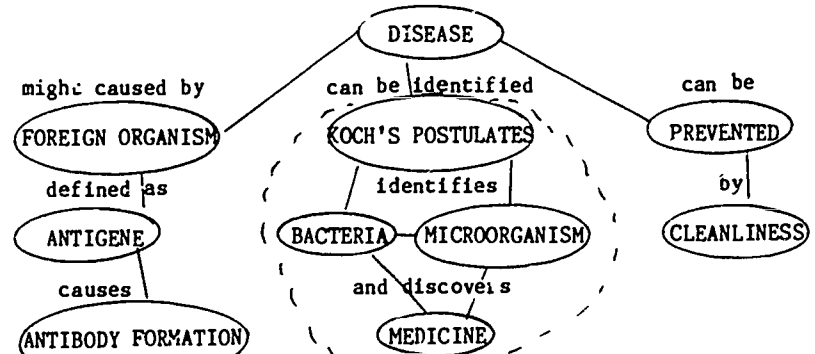 DISEASE
might caused by can be identified can be
FOREIGN ORGANISM KOCH'S POSTULATES PREVENTED
defined as identifies by
ANTIGENE BACTERIA MICROORGANISM CLEANLINESS
causes and discovers
ANTIBODY FORMATION MEDICINE